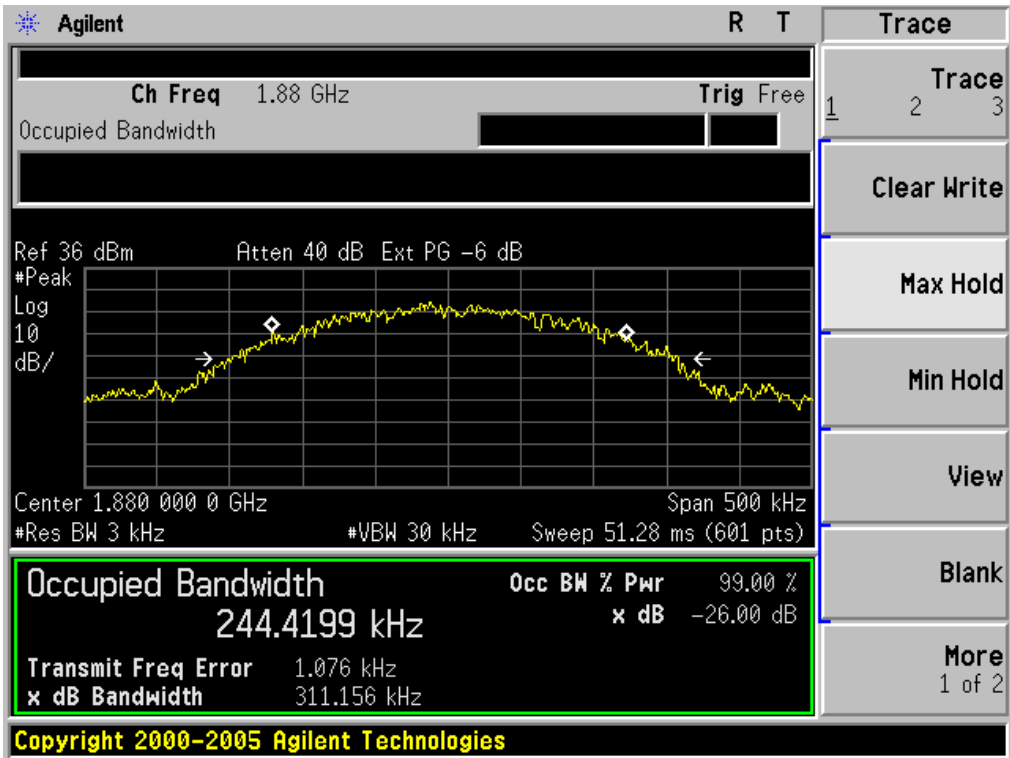 Agilent R T
Trace
Ch Freq 1.88 GHz Trig Free
Occupied Bandwidth
Trace
1 2 3
Clear Write
Ref 36 dBm Atten 40 dB Ext PG -6 dB
#Peak
Log
10
dB/
Max Hold
Min Hold
View
Center 1.880 000 0 GHz Span 500 kHz
#Res BW 3 kHz #VBW 30 kHz Sweep 51.28 ms (601 pts)
Occupied Bandwidth
244.4199 kHz
Occ BW % Pwr 99.00 %
x dB -26.00 dB
Transmit Freq Error 1.076 kHz
x dB Bandwidth 311.156 kHz
Blank
More
1 of 2
Copyright 2000-2005 Agilent Technologies